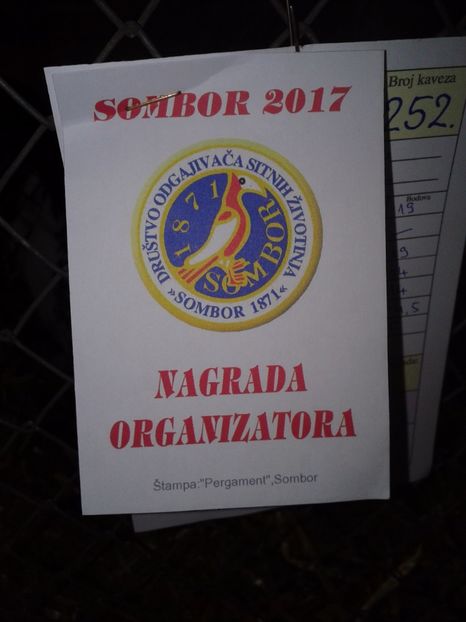 SOMBOR 2017
DRUŠTVO ODGAJIVAČA SITNIH ŽIVOTINJA
»SOMBOR 1871«
1871
SOMBOR
NAGRADA
ORGANIZATORA
Štampa:"Pergament",Sombor
Broj kaveza
252.
Bodova
19